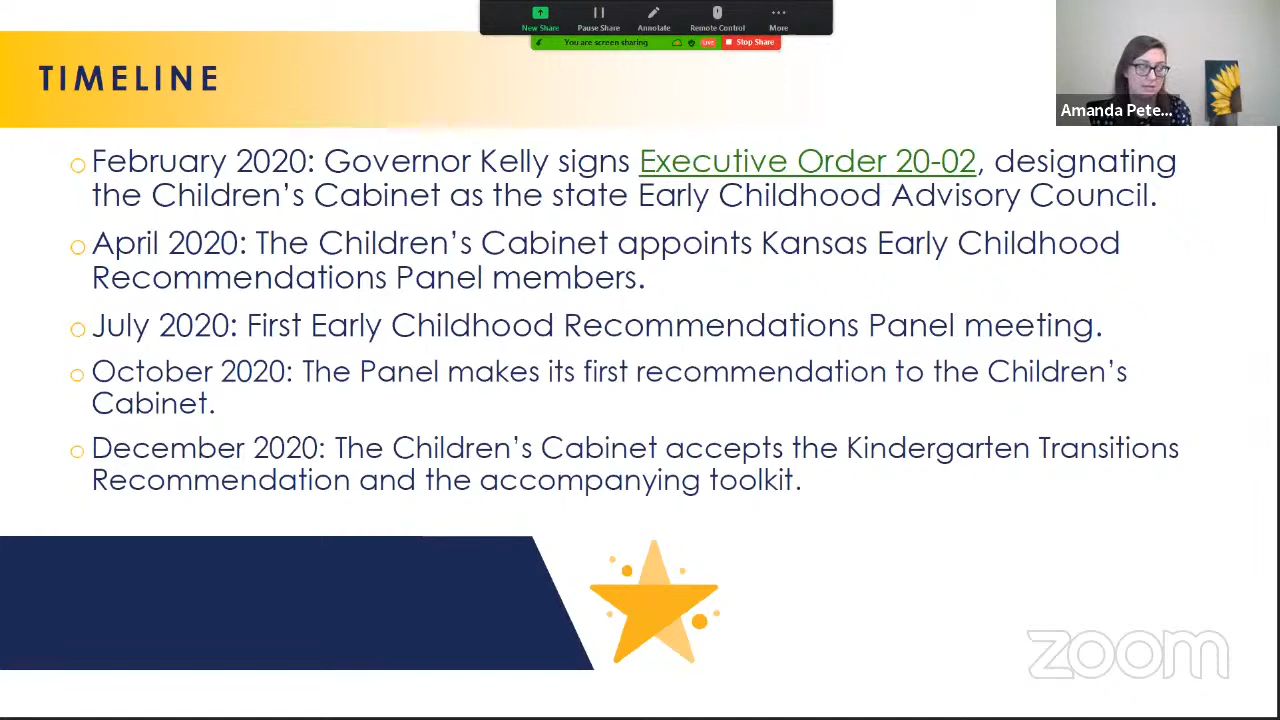 New Share
Pause Share
Annotate
Remote Control
More
You are screen sharing
LIVE
Stop Share
TIMELINE
Amanda Pete...
February 2020: Governor Kelly signs Executive Order 20-02, designating
the Children's Cabinet as the state Early Childhood Advisory Council.
April 2020: The Children's Cabinet appoints Kansas Early Childhood
Recommendations Panel members.
July 2020: First Early Childhood Recommendations Panel meeting.
October 2020: The Panel makes its first recommendation to the Children's
Cabinet.
December 2020: The Children's Cabinet accepts the Kindergarten Transitions
Recommendation and the accompanying toolkit.
zoom